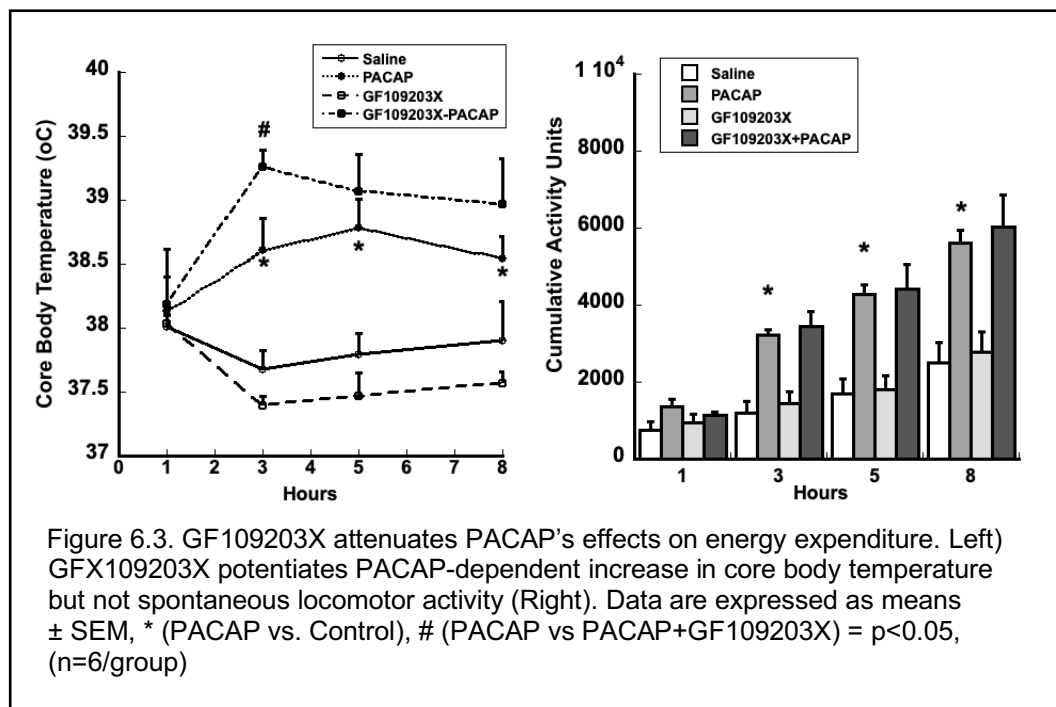 Saline
PACAP
GF109203X
GF109203X-PACAP
#
*
*
*
40
39.5
39
38.5
38
37.5
37
Core Body Temperature (oC)
0 1 2 3 4 5 6 7 8
Hours
Saline
PACAP
GF109203X
GF109203X+PACAP
*
*
*
1 10⁴
8000
6000
4000
2000
0
Cumulative Activity Units
1 3 5 8
Hours
Figure 6.3. GF109203X attenuates PACAP’s effects on energy expenditure. Left)
GFX109203X potentiates PACAP-dependent increase in core body temperature
but not spontaneous locomotor activity (Right). Data are expressed as means
± SEM, * (PACAP vs. Control), # (PACAP vs PACAP+GF109203X) = p<0.05,
(n=6/group)